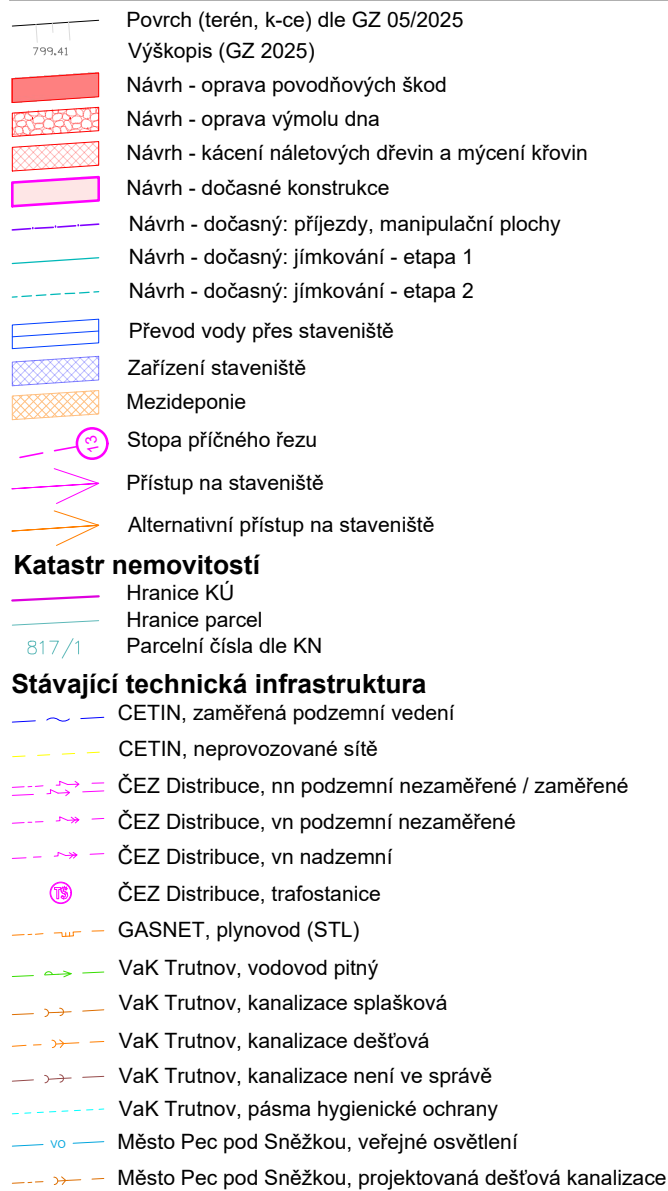 Povrch (terén, k-ce) dle GZ 05/2025
799.41 Výškopis (GZ 2025)
Návrh - oprava povodňových škod
Návrh - oprava výmolu dna
Návrh - kácení náletových dřevin a mýcení křovin
Návrh - dočasné konstrukce
Návrh - dočasný: příjezdy, manipulační plochy
Návrh - dočasný: jímkování - etapa 1
Návrh - dočasný: jímkování - etapa 2
Převod vody přes staveniště
Zařízení staveniště
Mezideponie
13 Stopa příčného řezu
Přístup na staveniště
Alternativní přístup na staveniště
Katastr nemovitostí
Hranice KÚ
Hranice parcel
817/1 Parcelní čísla dle KN
Stávající technická infrastruktura
CETIN, zaměřená podzemní vedení
CETIN, neprovozované sítě
ČEZ Distribuce, nn podzemní nezaměřené / zaměřené
ČEZ Distribuce, vn podzemní nezaměřené
ČEZ Distribuce, vn nadzemní
TŠ ČEZ Distribuce, trafostanice
GASNET, plynovod (STL)
VaK Trutnov, vodovod pitný
VaK Trutnov, kanalizace splašková
VaK Trutnov, kanalizace dešťová
VaK Trutnov, kanalizace není ve správě
VaK Trutnov, pásma hygienické ochrany
VO Město Pec pod Sněžkou, veřejné osvětlení
Město Pec pod Sněžkou, projektovaná dešťová kanalizace